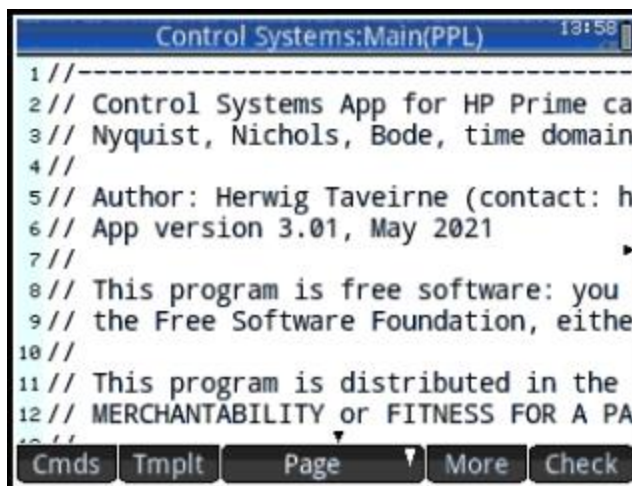 Control Systems:Main(PPL) 13:58
1 //-----------------------------------
2 // Control Systems App for HP Prime ca
3 // Nyquist, Nichols, Bode, time domain
4 //
5 // Author: Herwig Taveirne (contact: h
6 // App version 3.01, May 2021
7 //
8 // This program is free software: you
9 // the Free Software Foundation, eithe
10 //
11 // This program is distributed in the
12 // MERCHANTABILITY or FITNESS FOR A PA
Cmds Tmplt Page More Check